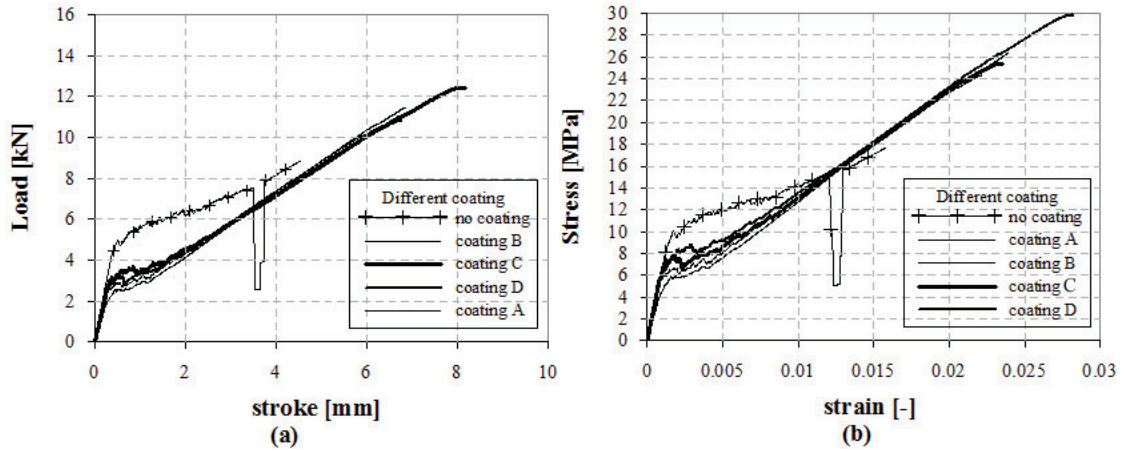 16
14
12
10
8
6
4
2
0
Load [kN]
Different coating
no coating
coating B
coating C
coating D
coating A
0 2 4 6 8 10
stroke [mm]
(a)
30
28
26
24
22
20
18
16
14
12
10
8
6
4
2
0
Stress [MPa]
Different coating
no coating
coating A
coating B
coating C
coating D
0 0.005 0.01 0.015 0.02 0.025 0.03
strain [-]
(b)